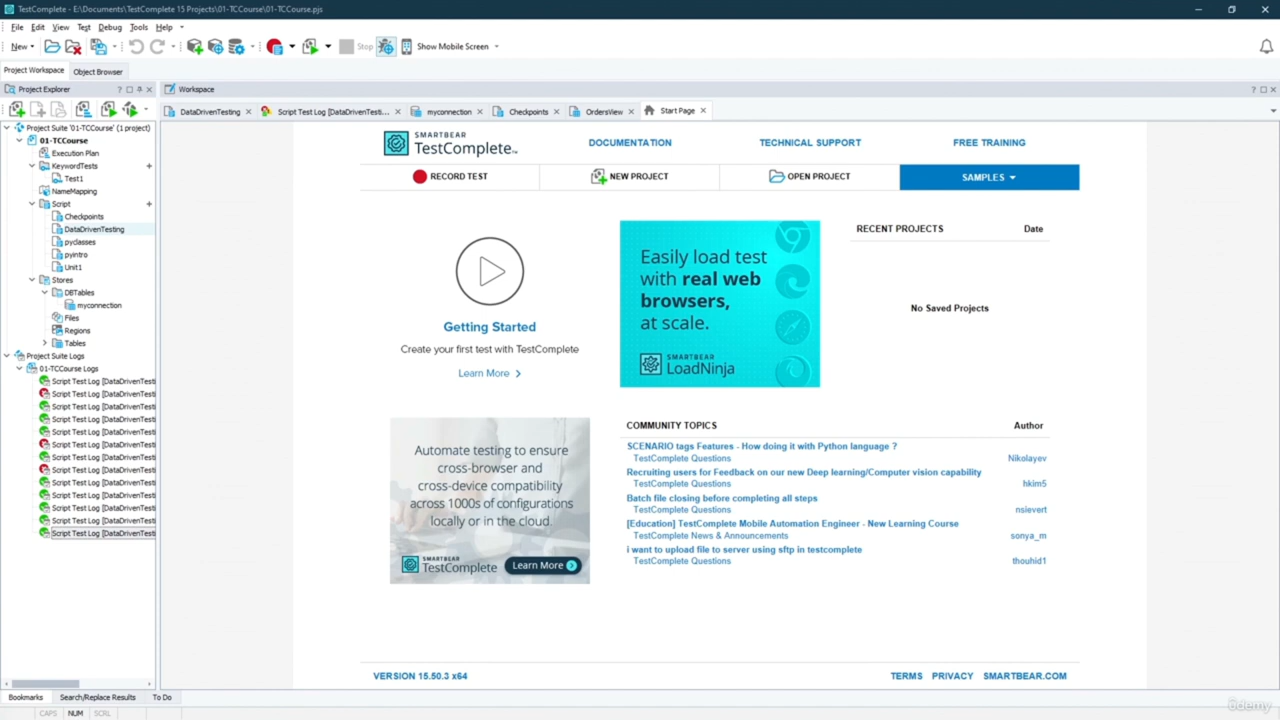 TestComplete - E:\Documents\TestComplete 15 Projects\01-TCCourse\01-TCCourse.pjs
File Edit View Test Debug Tools Help
New Stop Show Mobile Screen
Project Workspace Object Browser
Project Explorer
Workspace
DataDrivenTesting Script Test Log [DataDrivenTesti... myconnection Checkpoints OrdersView Start Page
Project Suite '01-TCCourse' (1 project)
01-TCCourse
Execution Plan
KeywordTests
Test1
NameMapping
Script
Checkpoints
DataDrivenTesting
pyclasses
pyintro
Unit1
Stores
DBTables
myconnection
Files
Regions
Tables
Project Suite Logs
01-TCCourse Logs
Script Test Log [DataDrivenTesti
Script Test Log [DataDrivenTesti
Script Test Log [DataDrivenTesti
Script Test Log [DataDrivenTesti
Script Test Log [DataDrivenTesti
Script Test Log [DataDrivenTesti
Script Test Log [DataDrivenTesti
Script Test Log [DataDrivenTesti
Script Test Log [DataDrivenTesti
Script Test Log [DataDrivenTesti
Script Test Log [DataDrivenTesti
Script Test Log [DataDrivenTesti
Script Test Log [DataDrivenTesti
SMARTBEAR
TestComplete™
DOCUMENTATION TECHNICAL SUPPORT FREE TRAINING
RECORD TEST NEW PROJECT OPEN PROJECT SAMPLES
Getting Started
Create your first test with TestComplete
Learn More
Easily load test
with real web
browsers,
at scale.
SMARTBEAR
LoadNinja
RECENT PROJECTS Date
No Saved Projects
Automate testing to ensure
cross-browser and
cross-device compatibility
across 1000s of configurations
locally or in the cloud.
SMARTBEAR
TestComplete
Learn More
COMMUNITY TOPICS Author
SCENARIO tags Features - How doing it with Python language ?
TestComplete Questions Nikolayev
Recruiting users for Feedback on our new Deep learning/Computer vision capability
TestComplete Questions hkim5
Batch file closing before completing all steps
TestComplete Questions nsievert
[Education] TestComplete Mobile Automation Engineer - New Learning Course
TestComplete News & Announcements sonya_m
i want to upload file to server using sftp in testcomplete
TestComplete Questions thouhid1
VERSION 15.50.3 x64 TERMS PRIVACY SMARTBEAR.COM
Bookmarks Search/Replace Results To Do
CAPS NUM SCRL
ûdemy